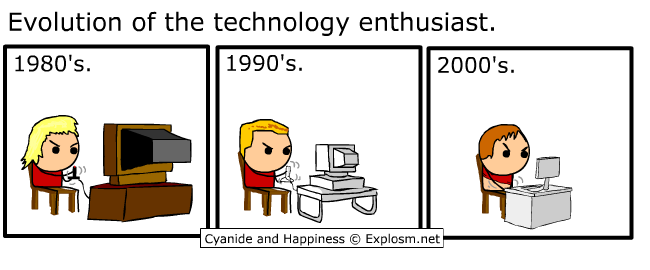 Evolution of the technology enthusiast.
1980's.
1990's.
2000's.
Cyanide and Happiness © Explosm.net